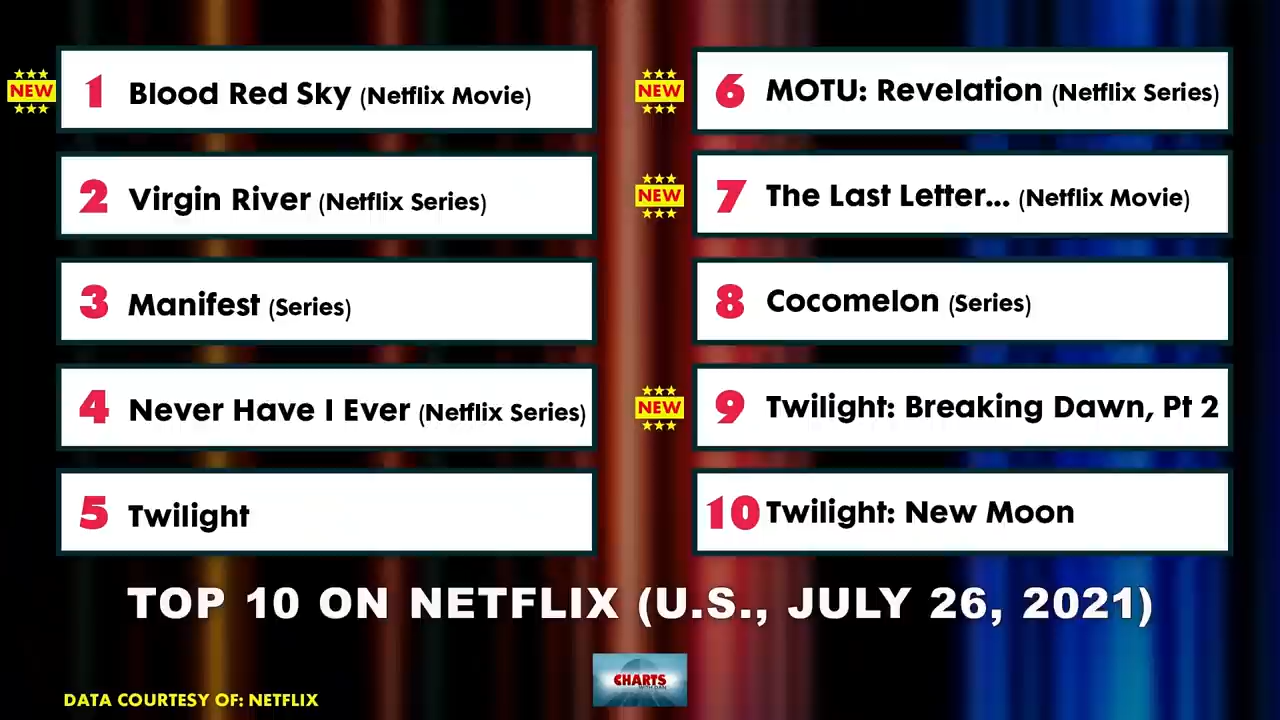 NEW 1 Blood Red Sky (Netflix Movie)
2 Virgin River (Netflix Series)
3 Manifest (Series)
4 Never Have I Ever (Netflix Series)
5 Twilight
NEW 6 MOTU: Revelation (Netflix Series)
NEW 7 The Last Letter... (Netflix Movie)
8 Cocomelon (Series)
NEW 9 Twilight: Breaking Dawn, Pt 2
10 Twilight: New Moon
TOP 10 ON NETFLIX (U.S., JULY 26, 2021)
CHARTS
WITH DAN
DATA COURTESY OF: NETFLIX